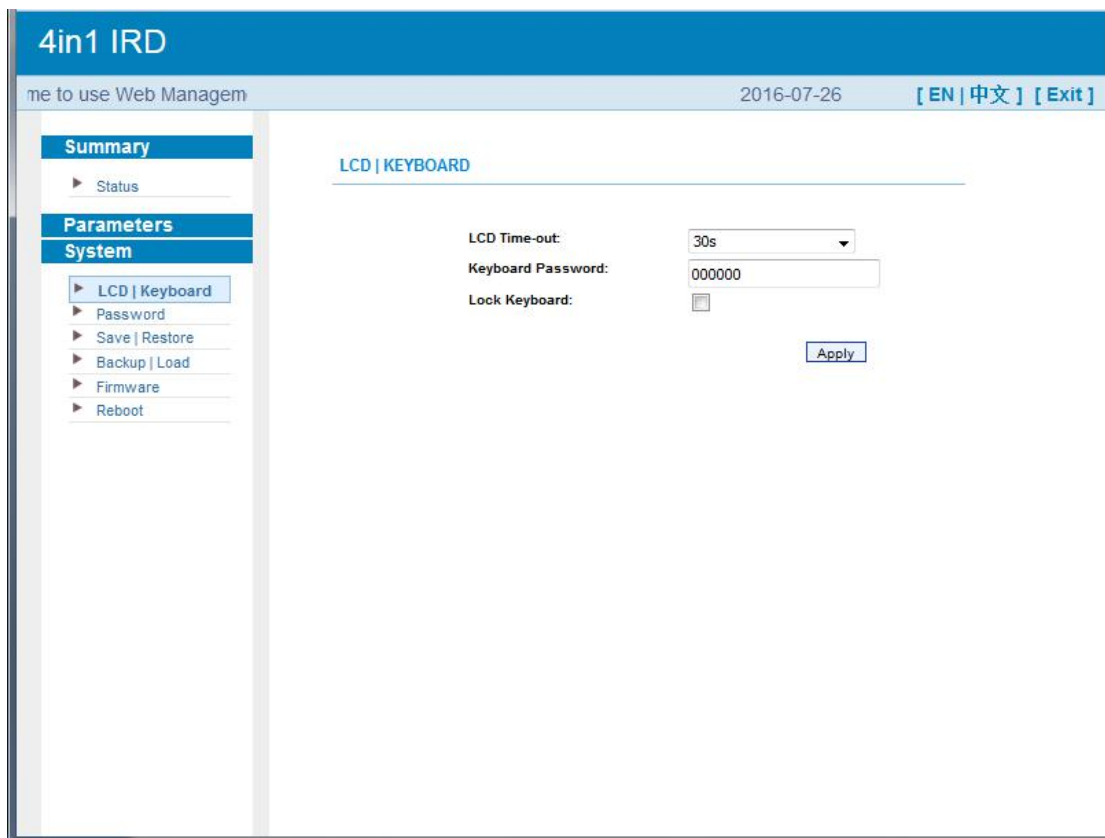 4in1 IRD
me to use Web Managem
2016-07-26 [ EN | 中文 ] [ Exit ]
Summary
Status
Parameters
System
LCD | Keyboard
Password
Save | Restore
Backup | Load
Firmware
Reboot
LCD | KEYBOARD
LCD Time-out: 30s
Keyboard Password: 000000
Lock Keyboard:
Apply